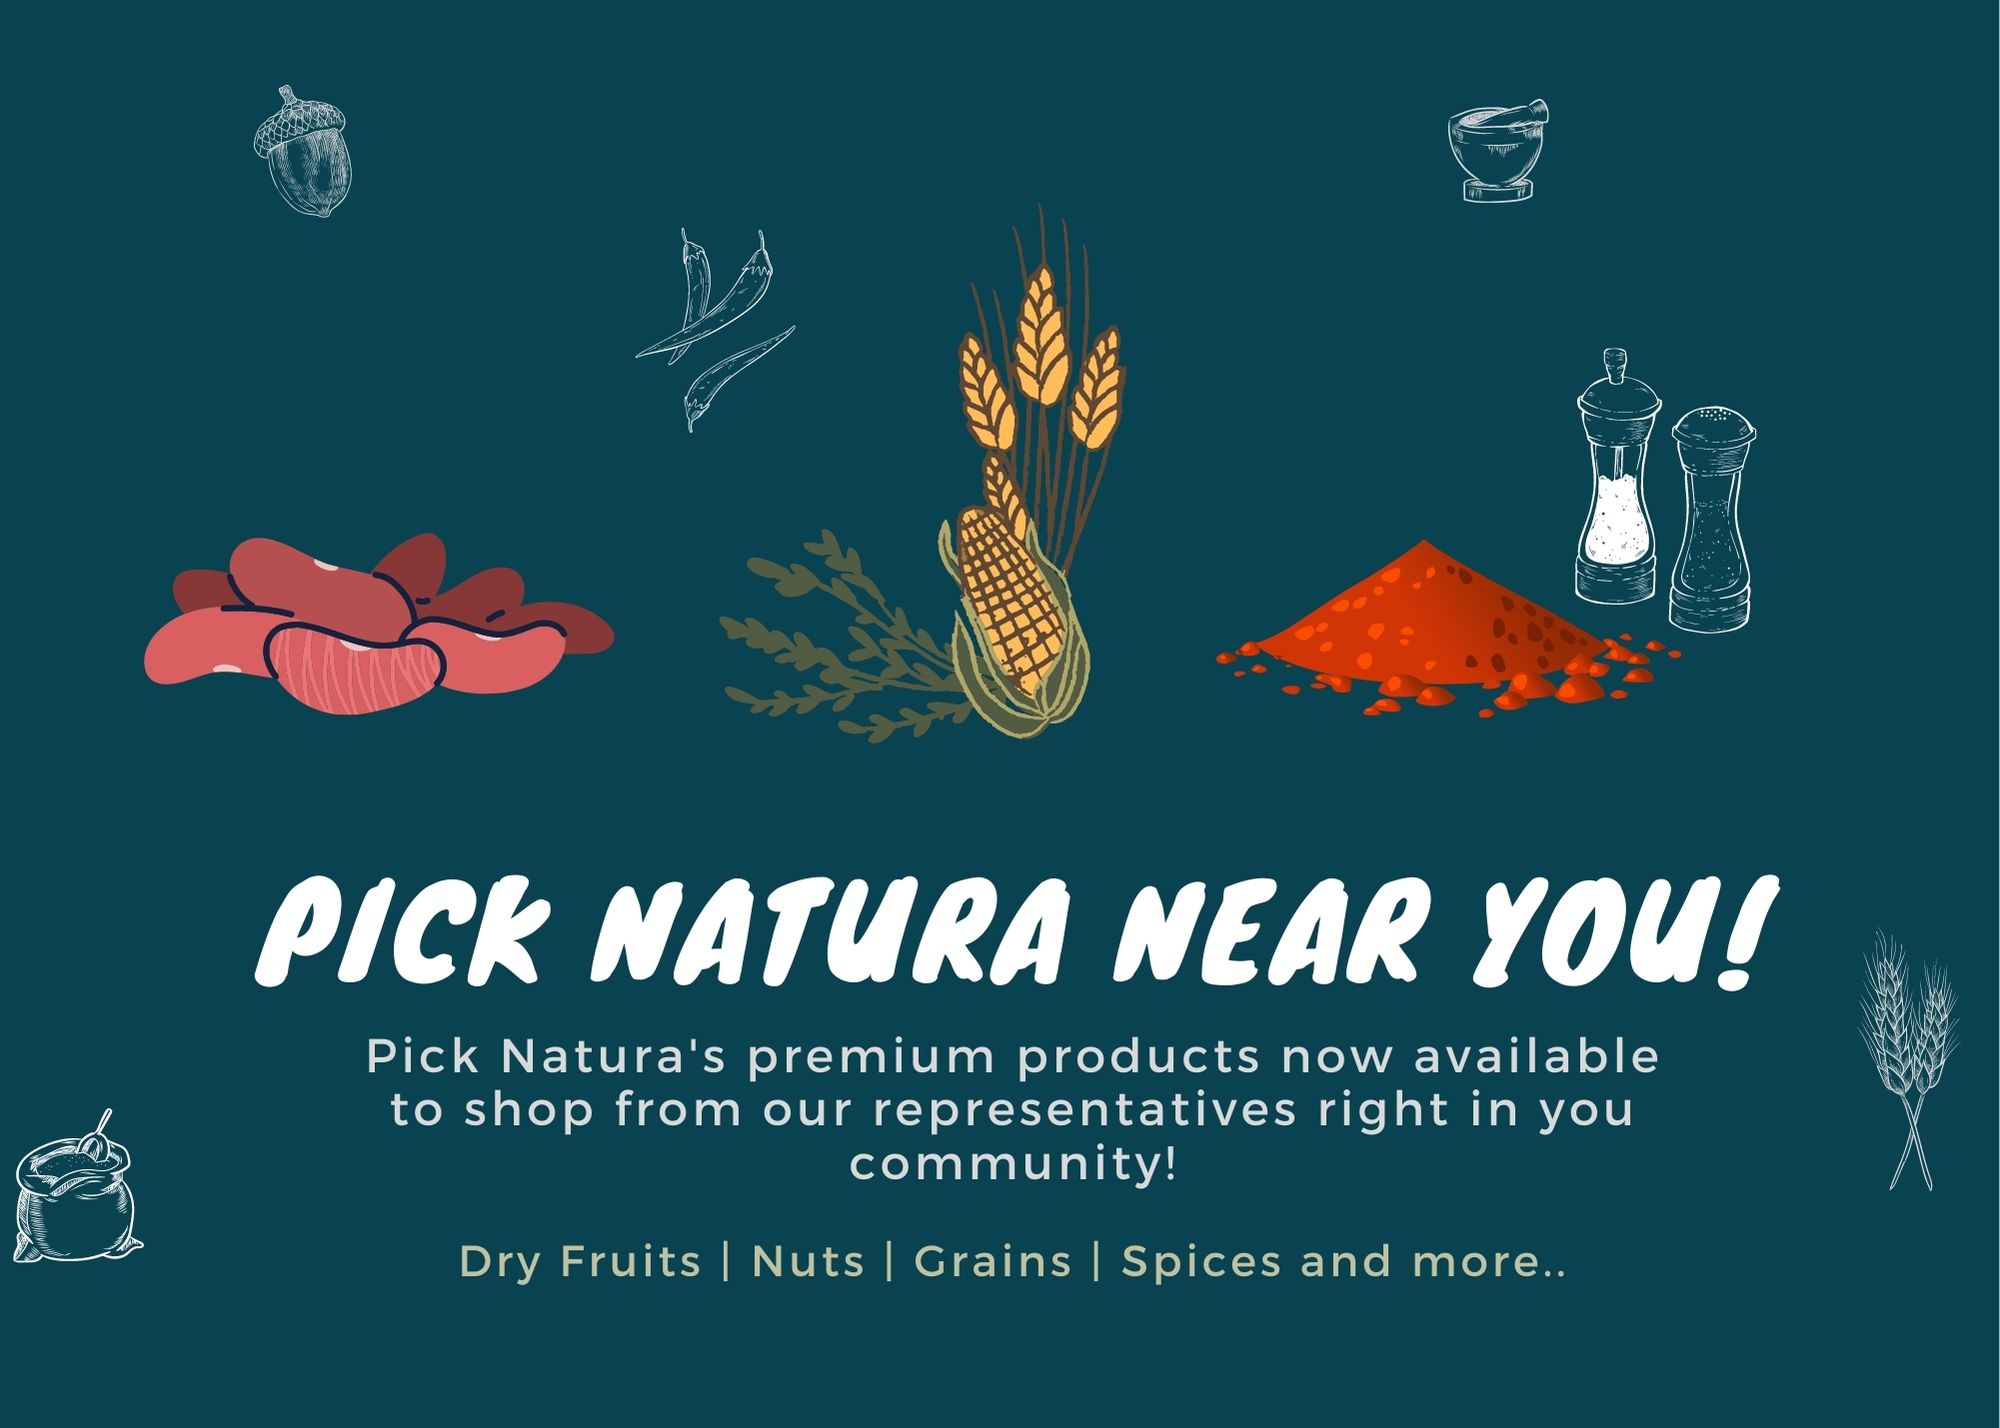 PICK NATURA NEAR YOU!
Pick Natura's premium products now available
to shop from our representatives right in you
community!
Dry Fruits | Nuts | Grains | Spices and more..